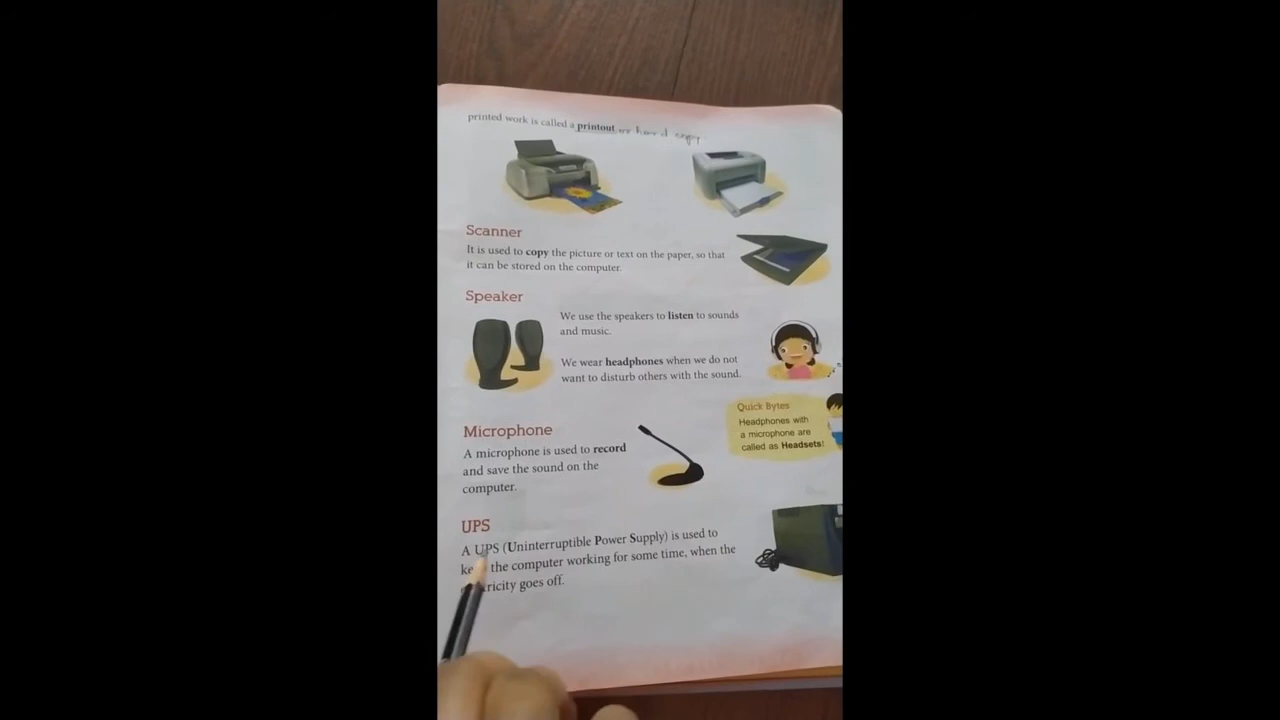 printed work is called a printout or hard copy
Scanner
It is used to copy the picture or text on the paper, so that
it can be stored on the computer.
Speaker
We use the speakers to listen to sounds
and music.
We wear headphones when we do not
want to disturb others with the sound.
Quick Bytes
Headphones with
a microphone are
called as Headsets!
Microphone
A microphone is used to record
and save the sound on the
computer.
UPS
A UPS (Uninterruptible Power Supply) is used to
the computer working for some time, when the
goes off.